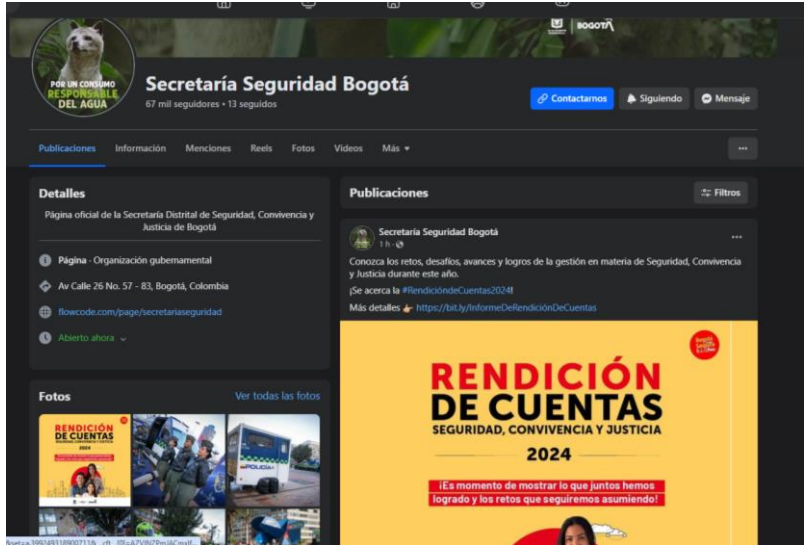 BOGOTÁ
POR UN CONSUMO
RESPONSABLE
DEL AGUA
Secretaría Seguridad Bogotá
67 mil seguidores • 13 seguidos
Contactarnos
Siguiendo
Mensaje
Publicaciones Información Menciones Reels Fotos Videos Más
Detalles
Página oficial de la Secretaría Distrital de Seguridad, Convivencia y
Justicia de Bogotá
Página · Organización gubernamental
Av Calle 26 No. 57 - 83, Bogotá, Colombia
flowcode.com/page/secretariaseguridad
Abierto ahora
Fotos Ver todas las fotos
RENDICIÓN
DE CUENTAS
SEGURIDAD, CONVIVENCIA Y JUSTICIA
2024
POLICÍA
Publicaciones Filtros
Secretaría Seguridad Bogotá
1 h ·
Conozca los retos, desafíos, avances y logros de la gestión en materia de Seguridad, Convivencia
y Justicia durante este año.
¡Se acerca la #RendicióndeCuentas2024!
Más detalles 👉 https://bit.ly/InformeDeRendiciónDeCuentas
RENDICIÓN
DE CUENTAS
SEGURIDAD, CONVIVENCIA Y JUSTICIA
2024
¡Es momento de mostrar lo que juntos hemos
logrado y los retos que seguiremos asumiendo!